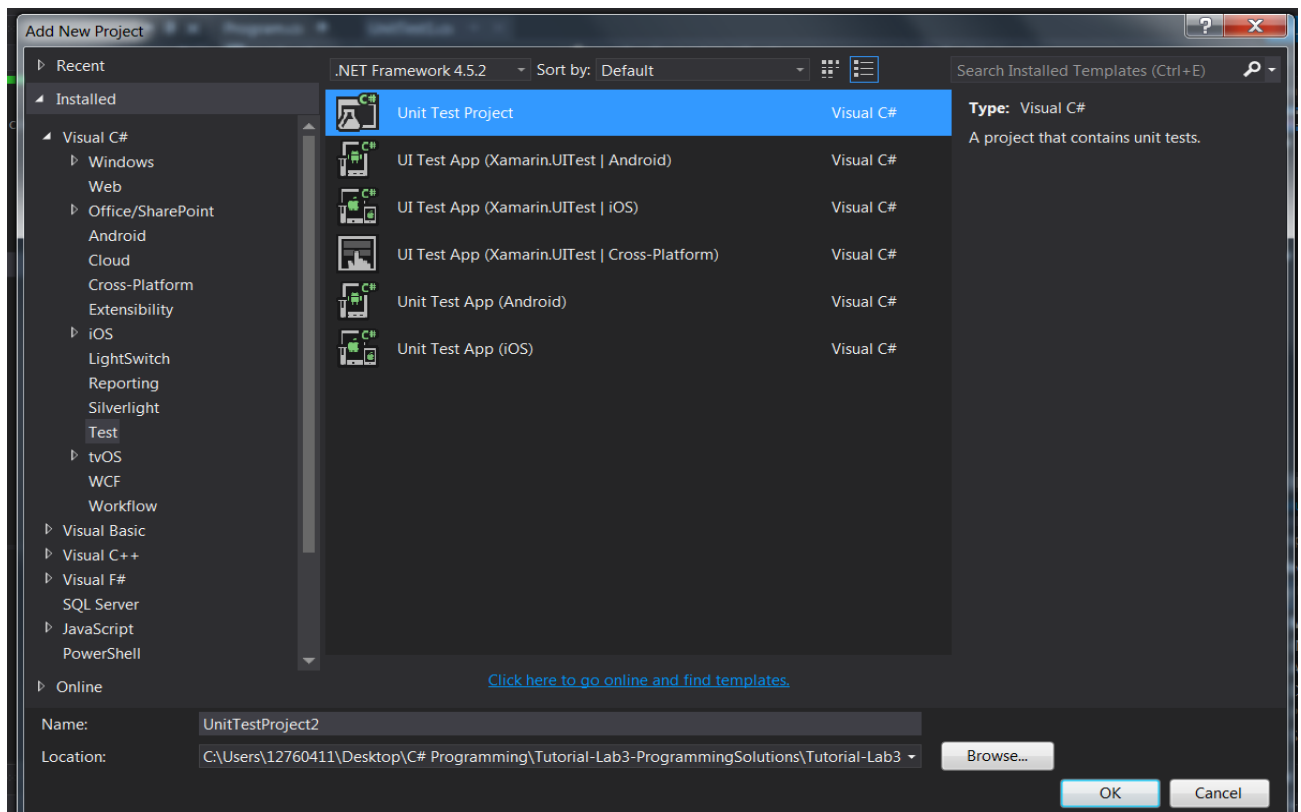 Add New Project
Recent
.NET Framework 4.5.2 Sort by: Default Search Installed Templates (Ctrl+E)
Installed
Visual C#
Windows
Web
Office/SharePoint
Android
Cloud
Cross-Platform
Extensibility
iOS
LightSwitch
Reporting
Silverlight
Test
tvOS
WCF
Workflow
Visual Basic
Visual C++
Visual F#
SQL Server
JavaScript
PowerShell
Online
Unit Test Project Visual C#
UI Test App (Xamarin.UITest | Android) Visual C#
UI Test App (Xamarin.UITest | iOS) Visual C#
UI Test App (Xamarin.UITest | Cross-Platform) Visual C#
Unit Test App (Android) Visual C#
Unit Test App (iOS) Visual C#
Click here to go online and find templates.
Type: Visual C#
A project that contains unit tests.
Name: UnitTestProject2
Location: C:\Users\12760411\Desktop\C# Programming\Tutorial-Lab3-ProgrammingSolutions\Tutorial-Lab3 Browse...
OK Cancel